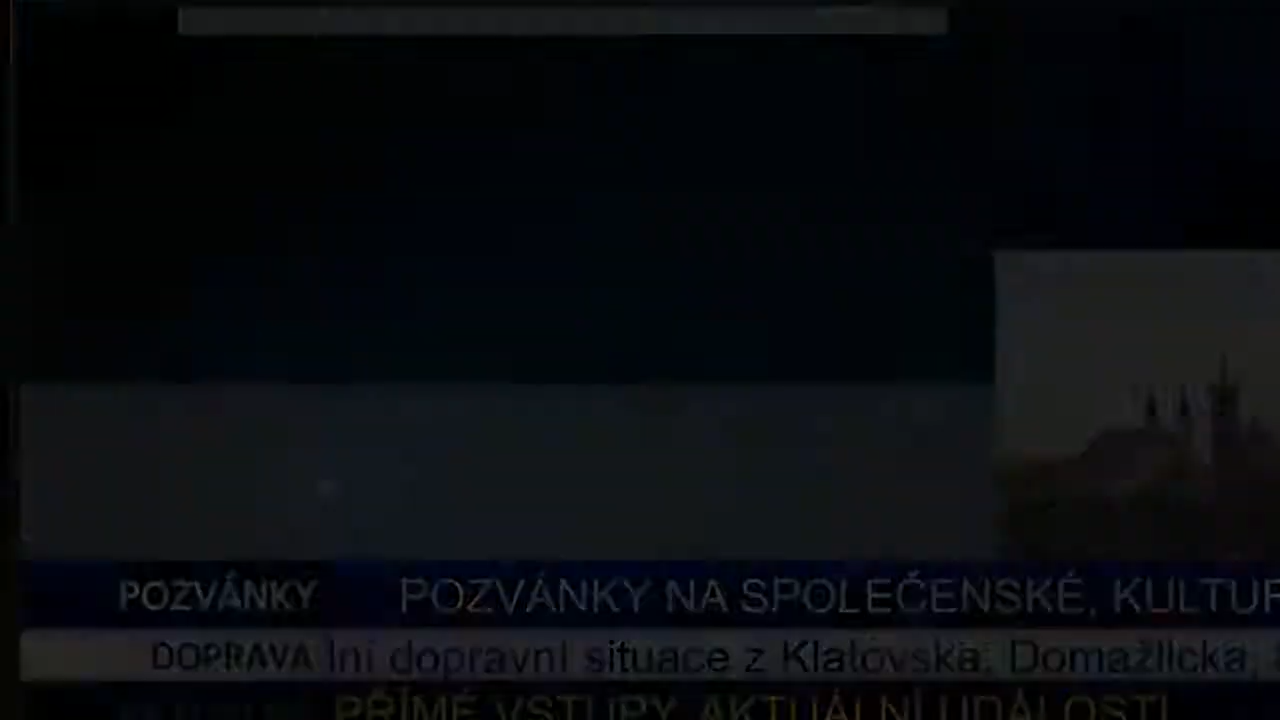 POZVÁNKY POZVÁNKY NA SPOLEČENSKÉ, KULTUR
DOPRAVA lní dopravní situace z Klatovska, Domažlicka,
PŘÍMÉ VSTUPY, AKTUÁLNÍ UDÁLOSTI